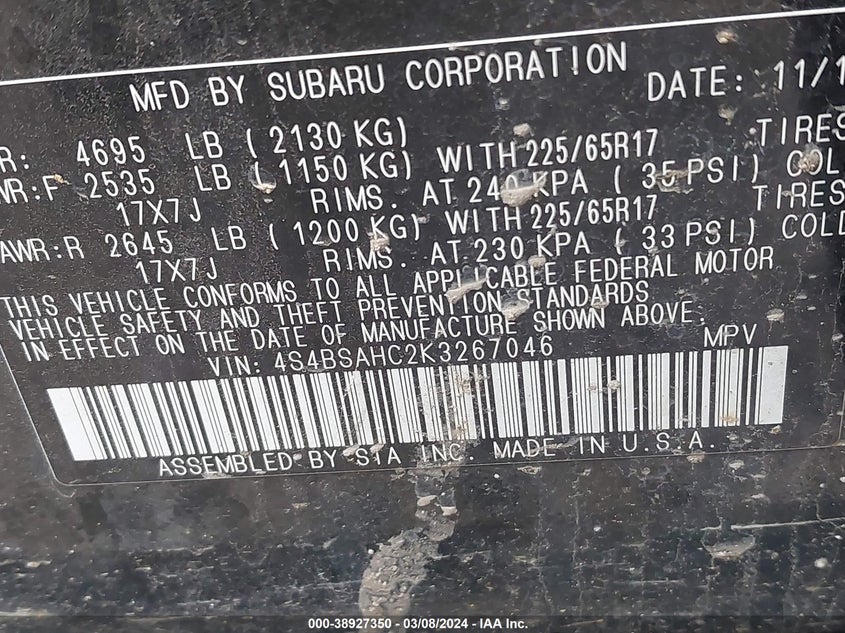 MFD BY SUBARU CORPORATION DATE: 11/1
R: 4695 LB ( 2130 KG)
WR:F 2535 LB ( 1150 KG) WITH 225/65R17 TIRES
17X7J RIMS. AT 240 KPA ( 35 PSI) COL
AWR:R 2645 LB ( 1200 KG) WITH 225/65R17 TIRES
17X7J RIMS. AT 230 KPA ( 33 PSI) COLD
THIS VEHICLE CONFORMS TO ALL APPLICABLE FEDERAL MOTOR
VEHICLE SAFETY AND THEFT PREVENTION STANDARDS
IN EFFECT ON THE DATE OF MANUFACTURE SHOWN ABOVE.
VIN: 4S4BSAHC2K3267046 MPV
ASSEMBLED BY SIA INC. MADE IN U.S.A.
000-38927350 — 03/08/2024 — IAA Inc.